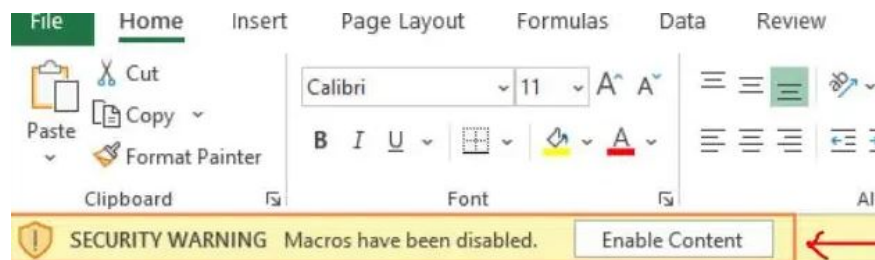 File Home Insert Page Layout Formulas Data Review
Cut
Calibri 11 A A
Copy
Paste
B I U A
Format Painter
Clipboard Font
SECURITY WARNING Macros have been disabled. Enable Content